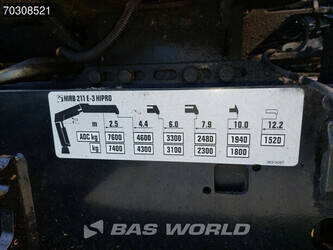 70308521
HIAB 211 E-3 HIPRO
m 2.5 4.4 6.0 7.9 10.0 12.2
ADC kg 7600 4600 3300 2480 1940 1520
kg 7400 4300 3100 2300 1800
BAS WORLD